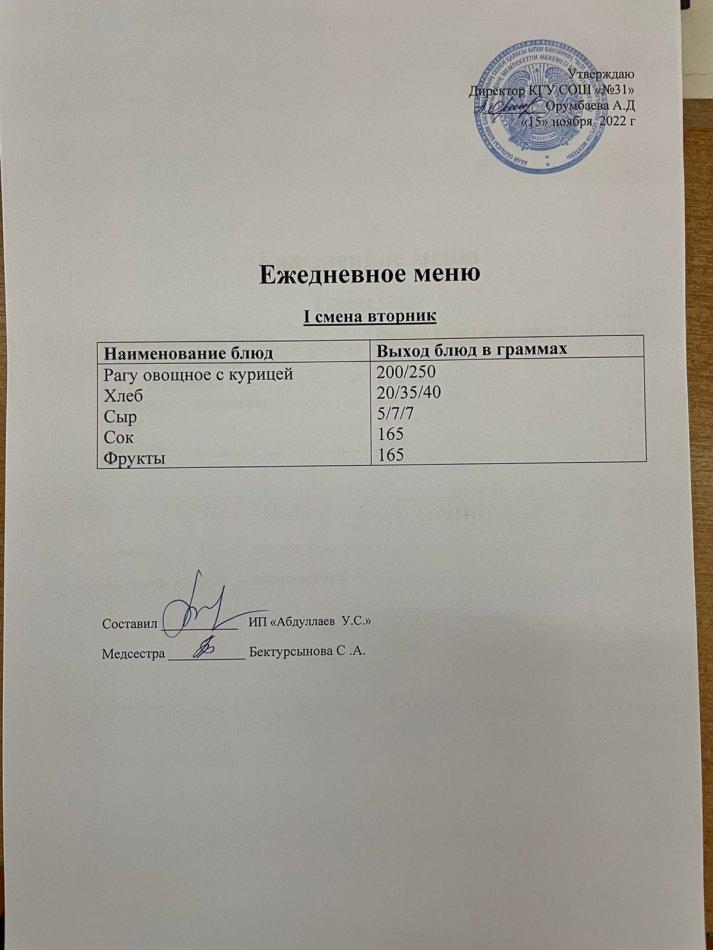 Утверждаю
Директор КГУ СОШ «№31»
Орумбаева А.Д
«15» ноября 2022 г
Ежедневное меню
I смена вторник
Наименование блюд Выход блюд в граммах
Рагу овощное с курицей 200/250
Хлеб 20/35/40
Сыр 5/7/7
Сок 165
Фрукты 165
Составил ____________ ИП «Абдуллаев У.С.»
Медсестра ____________ Бектурсынова С .А.